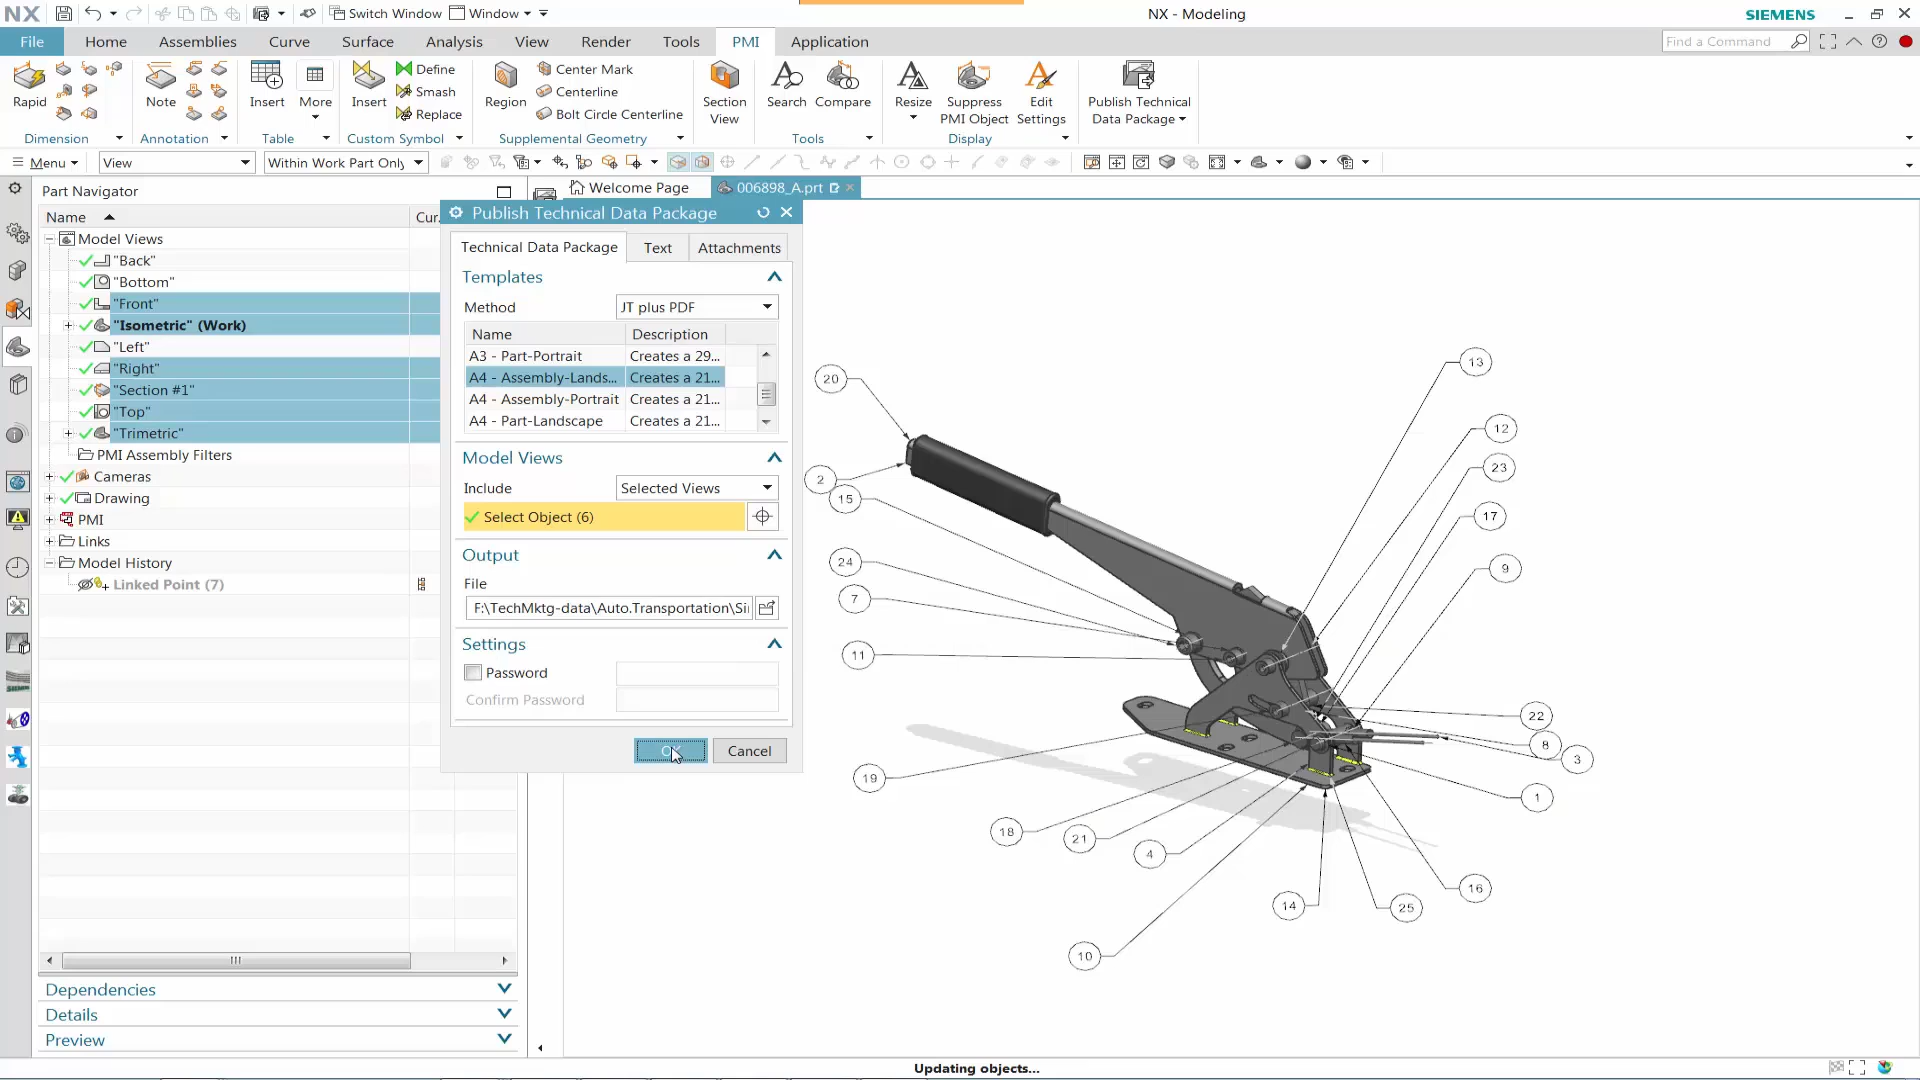 NX
Switch Window
Window
NX - Modeling
SIEMENS
File
Home
Assemblies
Curve
Surface
Analysis
View
Render
Tools
PMI
Application
Find a Command
Rapid
Dimension
Note
Annotation
Insert
More
Table
Insert
Define
Smash
Replace
Custom Symbol
Region
Center Mark
Centerline
Bolt Circle Centerline
Supplemental Geometry
Section
View
Search
Compare
Tools
Resize
Suppress
PMI Object
Edit
Settings
Display
Publish Technical
Data Package
Menu
View
Within Work Part Only
Part Navigator
Welcome Page
006898_A.prt
Name
Cur
Model Views
"Back"
"Bottom"
"Front"
"Isometric" (Work)
"Left"
"Right"
"Section #1"
"Top"
"Trimetric"
PMI Assembly Filters
Cameras
Drawing
PMI
Links
Model History
Linked Point (7)
Dependencies
Details
Preview
Publish Technical Data Package
Technical Data Package
Text
Attachments
Templates
Method
JT plus PDF
Name
Description
A3 - Part-Portrait
Creates a 29...
A4 - Assembly-Lands...
Creates a 21...
A4 - Assembly-Portrait
Creates a 21...
A4 - Part-Landscape
Creates a 21...
Model Views
Include
Selected Views
Select Object (6)
Output
File
F:\TechMktg-data\Auto.Transportation\Si
Settings
Password
Confirm Password
OK
Cancel
13
20
12
23
2
15
17
24
9
7
11
22
8
3
19
1
18
21
4
16
14
25
10
Updating objects...